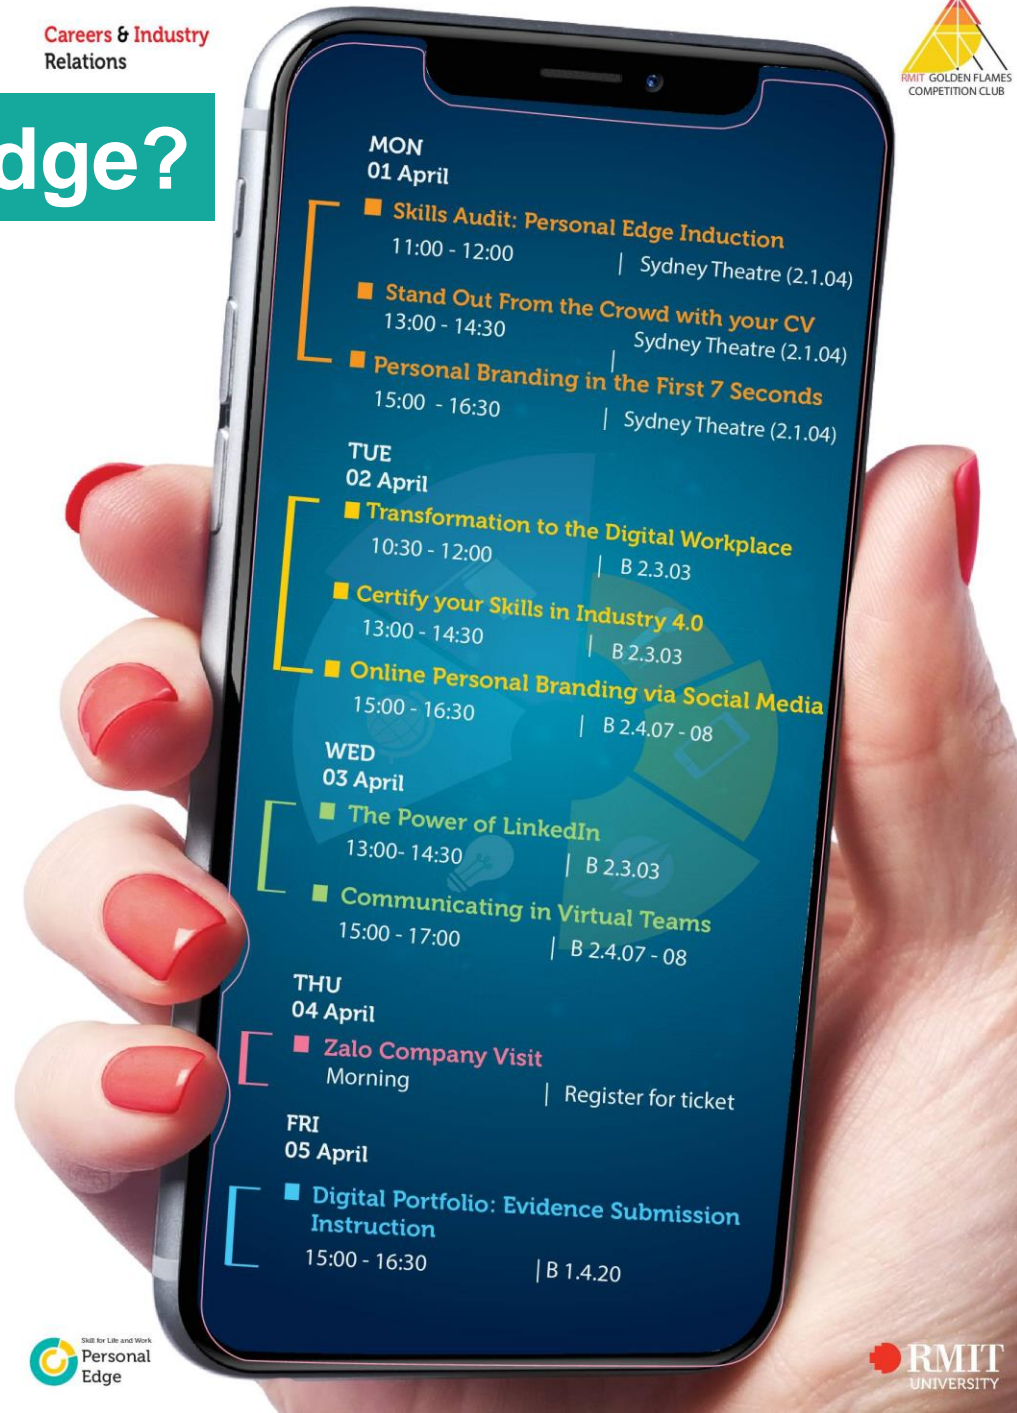 Careers & Industry
Relations
RMIT GOLDEN FLAMES
COMPETITION CLUB
dge?
MON
01 April
Skills Audit: Personal Edge Induction
11:00 - 12:00 | Sydney Theatre (2.1.04)
Stand Out From the Crowd with your CV
13:00 - 14:30 | Sydney Theatre (2.1.04)
Personal Branding in the First 7 Seconds
15:00 - 16:30 | Sydney Theatre (2.1.04)
TUE
02 April
Transformation to the Digital Workplace
10:30 - 12:00 | B 2.3.03
Certify your Skills in Industry 4.0
13:00 - 14:30 | B 2.3.03
Online Personal Branding via Social Media
15:00 - 16:30 | B 2.4.07 - 08
WED
03 April
The Power of LinkedIn
13:00- 14:30 | B 2.3.03
Communicating in Virtual Teams
15:00 - 17:00 | B 2.4.07 - 08
THU
04 April
Zalo Company Visit
Morning | Register for ticket
FRI
05 April
Digital Portfolio: Evidence Submission
Instruction
15:00 - 16:30 | B 1.4.20
Skill for Life and Work
Personal
Edge
RMIT
UNIVERSITY